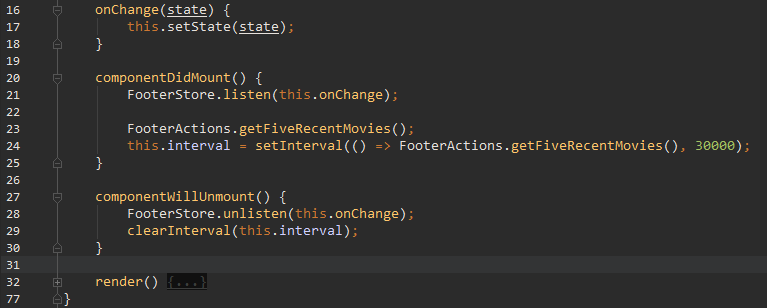 16 onChange(state) {
17 this.setState(state);
18 }
19
20 componentDidMount() {
21 FooterStore.listen(this.onChange);
22
23 FooterActions.getFiveRecentMovies();
24 this.interval = setInterval(() => FooterActions.getFiveRecentMovies(), 30000);
25 }
26
27 componentWillUnmount() {
28 FooterStore.unlisten(this.onChange);
29 clearInterval(this.interval);
30 }
31
32 render() {...}
77 }